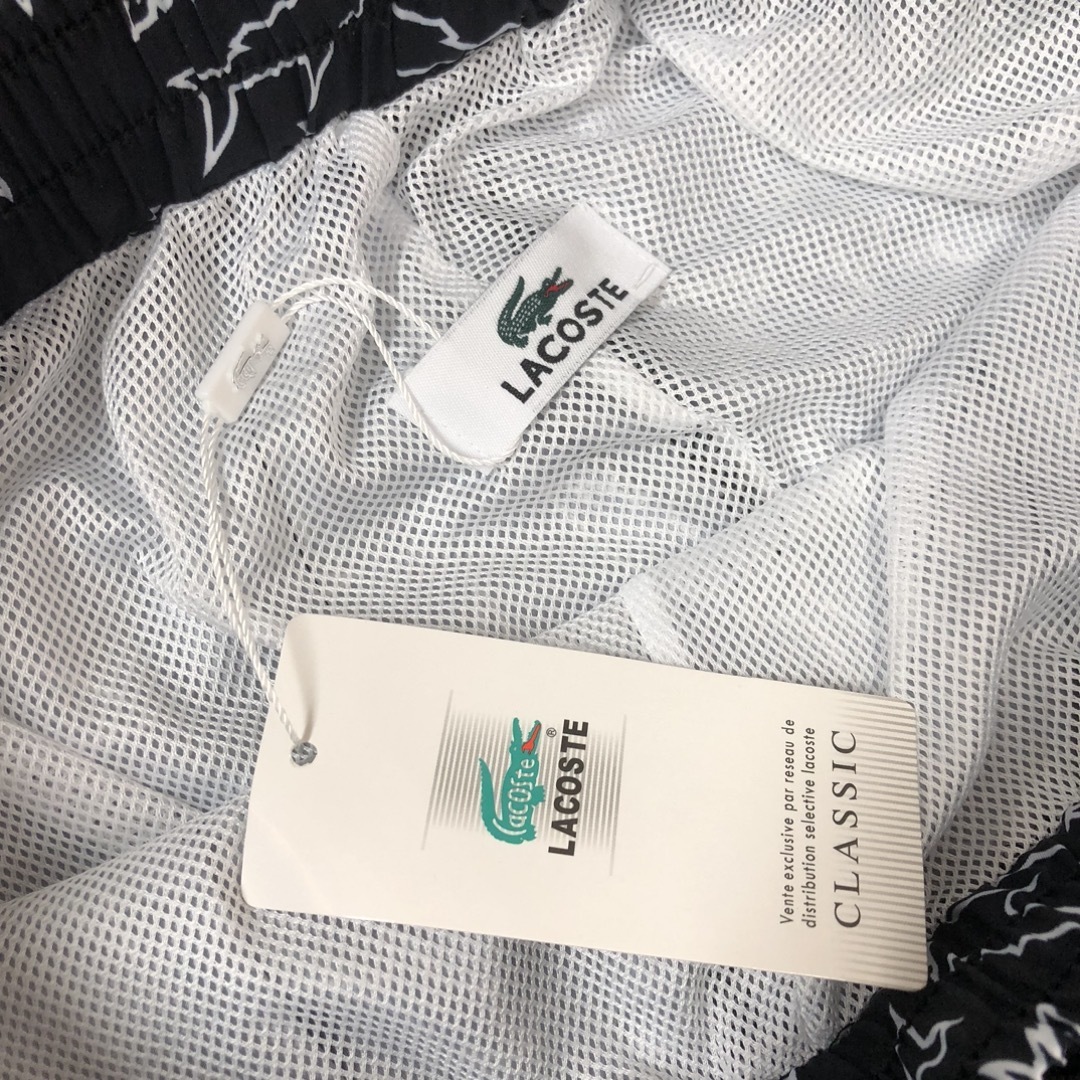 LACOSTE
lacoste
®
LACOSTE
Vente exclusive par reseau de
distribution selective lacoste
CLASSIC